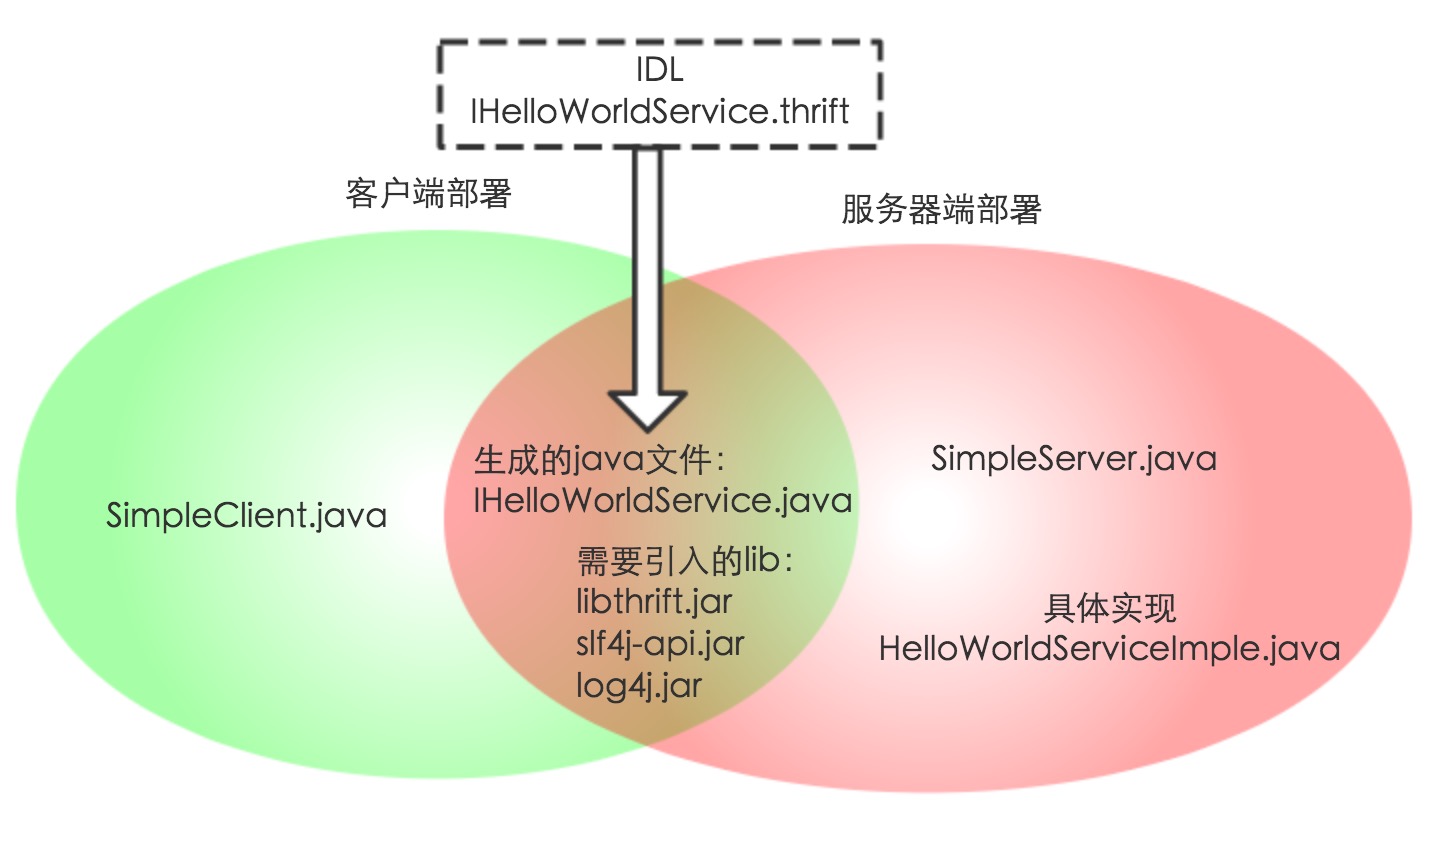 IDL
IHelloWorldService.thrift
客户端部署
服务器端部署
SimpleClient.java
生成的java文件：
IHelloWorldService.java
需要引入的lib：
libthrift.jar
slf4j-api.jar
log4j.jar
SimpleServer.java
具体实现
HelloWorldServiceImple.java